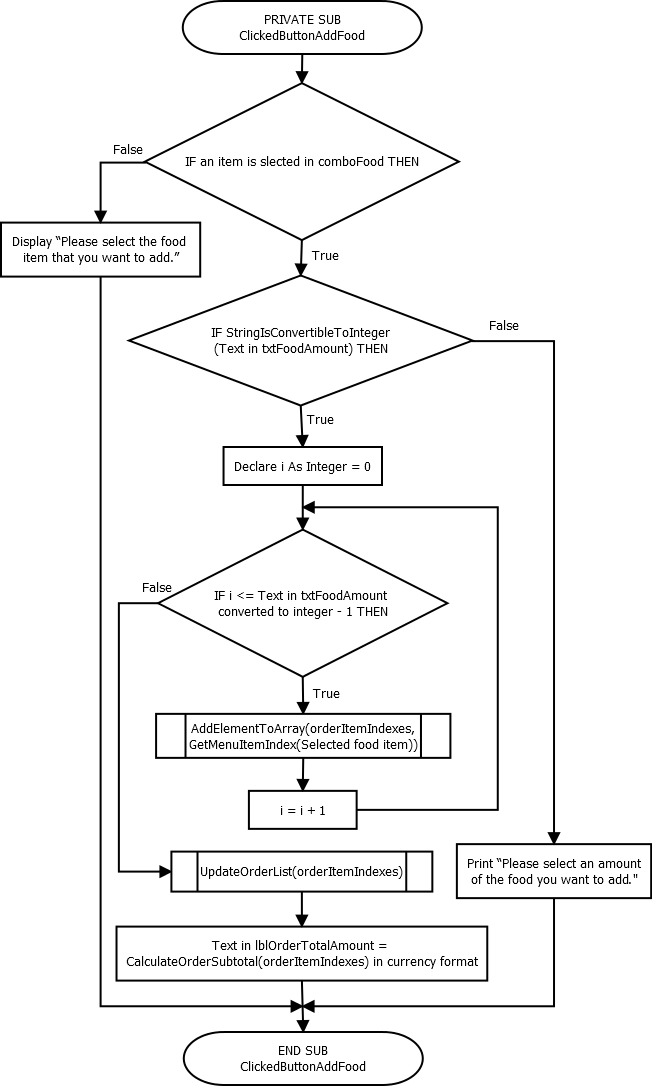 PRIVATE SUB
ClickedButtonAddFood
False
IF an item is slected in comboFood THEN
Display “Please select the food
item that you want to add.”
True
IF StringIsConvertibleToInteger
(Text in txtFoodAmount) THEN
False
True
Declare i As Integer = 0
False
IF i <= Text in txtFoodAmount
converted to integer - 1 THEN
True
AddElementToArray(orderItemIndexes,
GetMenuItemIndex(Selected food item))
i = i + 1
UpdateOrderList(orderItemIndexes)
Print “Please select an amount
of the food you want to add."
Text in lblOrderTotalAmount =
CalculateOrderSubtotal(orderItemIndexes) in currency format
END SUB
ClickedButtonAddFood